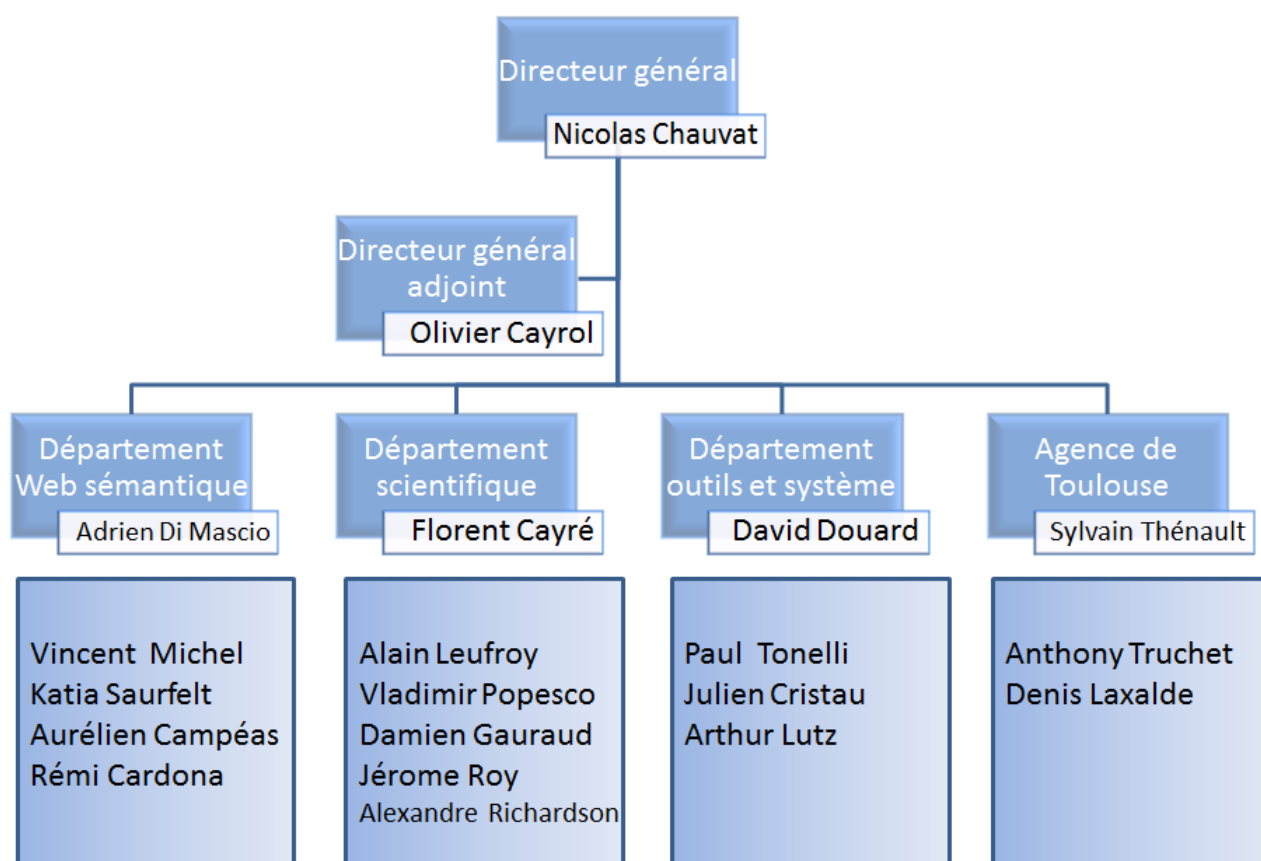 Directeur général
Nicolas Chauvat
Directeur général
adjoint
Olivier Cayrol
Département
Web sémantique
Adrien Di Mascio
Département
scientifique
Florent Cayré
Département
outils et système
David Douard
Agence de
Toulouse
Sylvain Thénault
Vincent Michel
Katia Saurfelt
Aurélien Campéas
Rémi Cardona
Alain Leufroy
Vladimir Popesco
Damien Gauraud
Jérome Roy
Alexandre Richardson
Paul Tonelli
Julien Cristau
Arthur Lutz
Anthony Truchet
Denis Laxalde